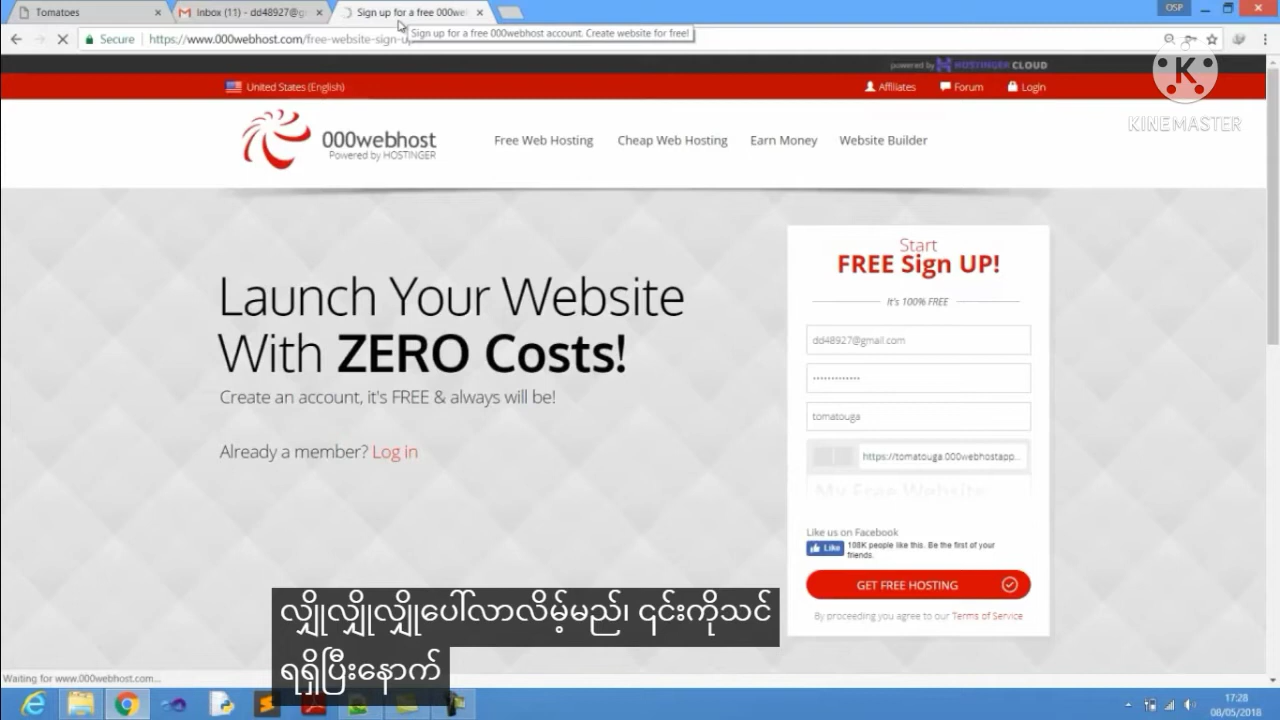 Tomatoes
Inbox (11) - dd48927@g
Sign up for a free 000we
OSP
Secure
https://www.000webhost.com/free-website-sign-u
Sign up for a free 000webhost account. Create website for free!
powered by HOSTINGER CLOUD
United States (English)
Affiliates
Forum
Login
K
KINEMASTER
000webhost
Powered by HOSTINGER
Free Web Hosting
Cheap Web Hosting
Earn Money
Website Builder
Launch Your Website
With ZERO Costs!
Create an account, it's FREE & always will be!
Already a member? Log in
Start
FREE Sign UP!
It's 100% FREE
dd48927@gmail.com
tomatouga
https://tomatouga.000webhostapp...
My Free Website
Like us on Facebook
Like
108K people like this. Be the first of your
friends.
GET FREE HOSTING
By proceeding you agree to our Terms of Service
လျှိုလျှိုလျှိုပေါ်လာလိမ့်မည်၊ ၎င်းကိုသင်
ရရှိပြီးနောက်
Waiting for www.000webhost.com...
17:28
08/05/2018